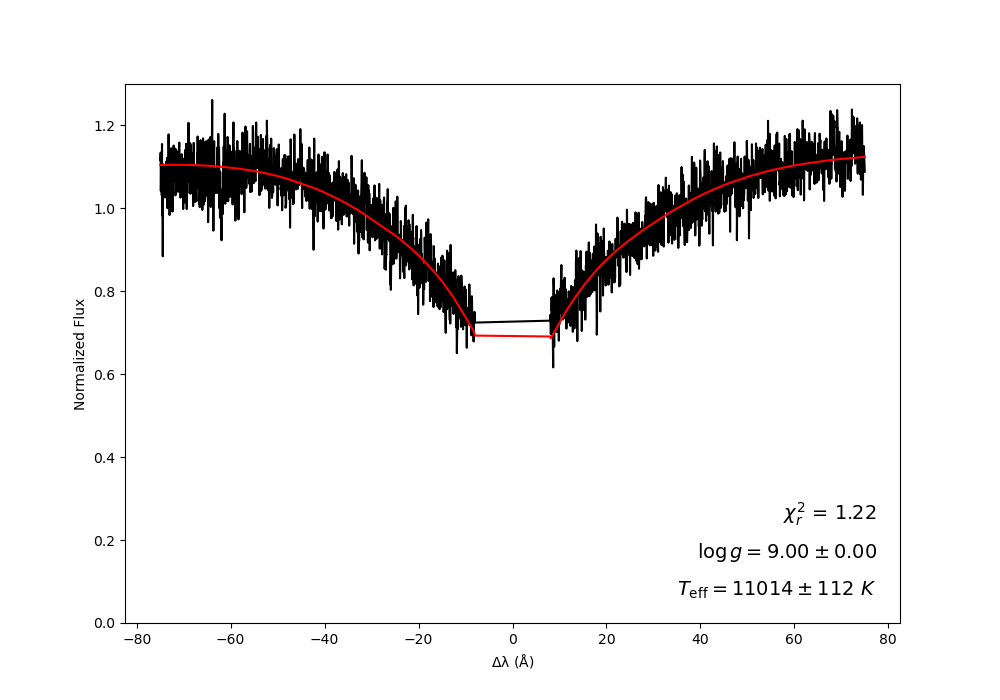 1.2
1.0
0.8
0.6
0.4
0.2
0.0
Normalized Flux
χ²ᵣ = 1.22
log g = 9.00 ± 0.00
T_eff = 11014 ± 112 K
−80 −60 −40 −20 0 20 40 60 80
Δλ (Å)